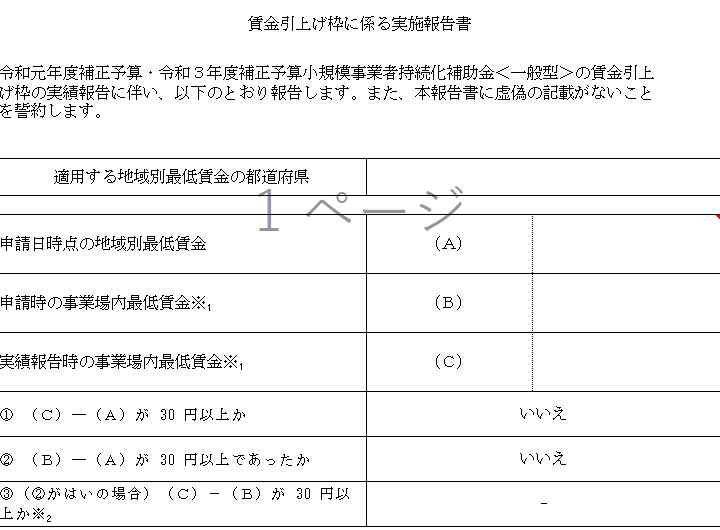 賃金引上げ枠に係る実施報告書
令和元年度補正予算・令和３年度補正予算小規模事業者持続化補助金＜一般型＞の賃金引上
げ枠の実績報告に伴い、以下のとおり報告します。また、本報告書に虚偽の記載がないこと
を誓約します。
適用する地域別最低賃金の都道府県
1 ページ
申請日時点の地域別最低賃金 （A）
申請時の事業場内最低賃金※1 （B）
実績報告時の事業場内最低賃金※1 （C）
① （C）－（A）が 30 円以上か いいえ
② （B）－（A）が 30 円以上であったか いいえ
③（②がはいの場合）（C）－（B）が 30 円以 -
上か※2